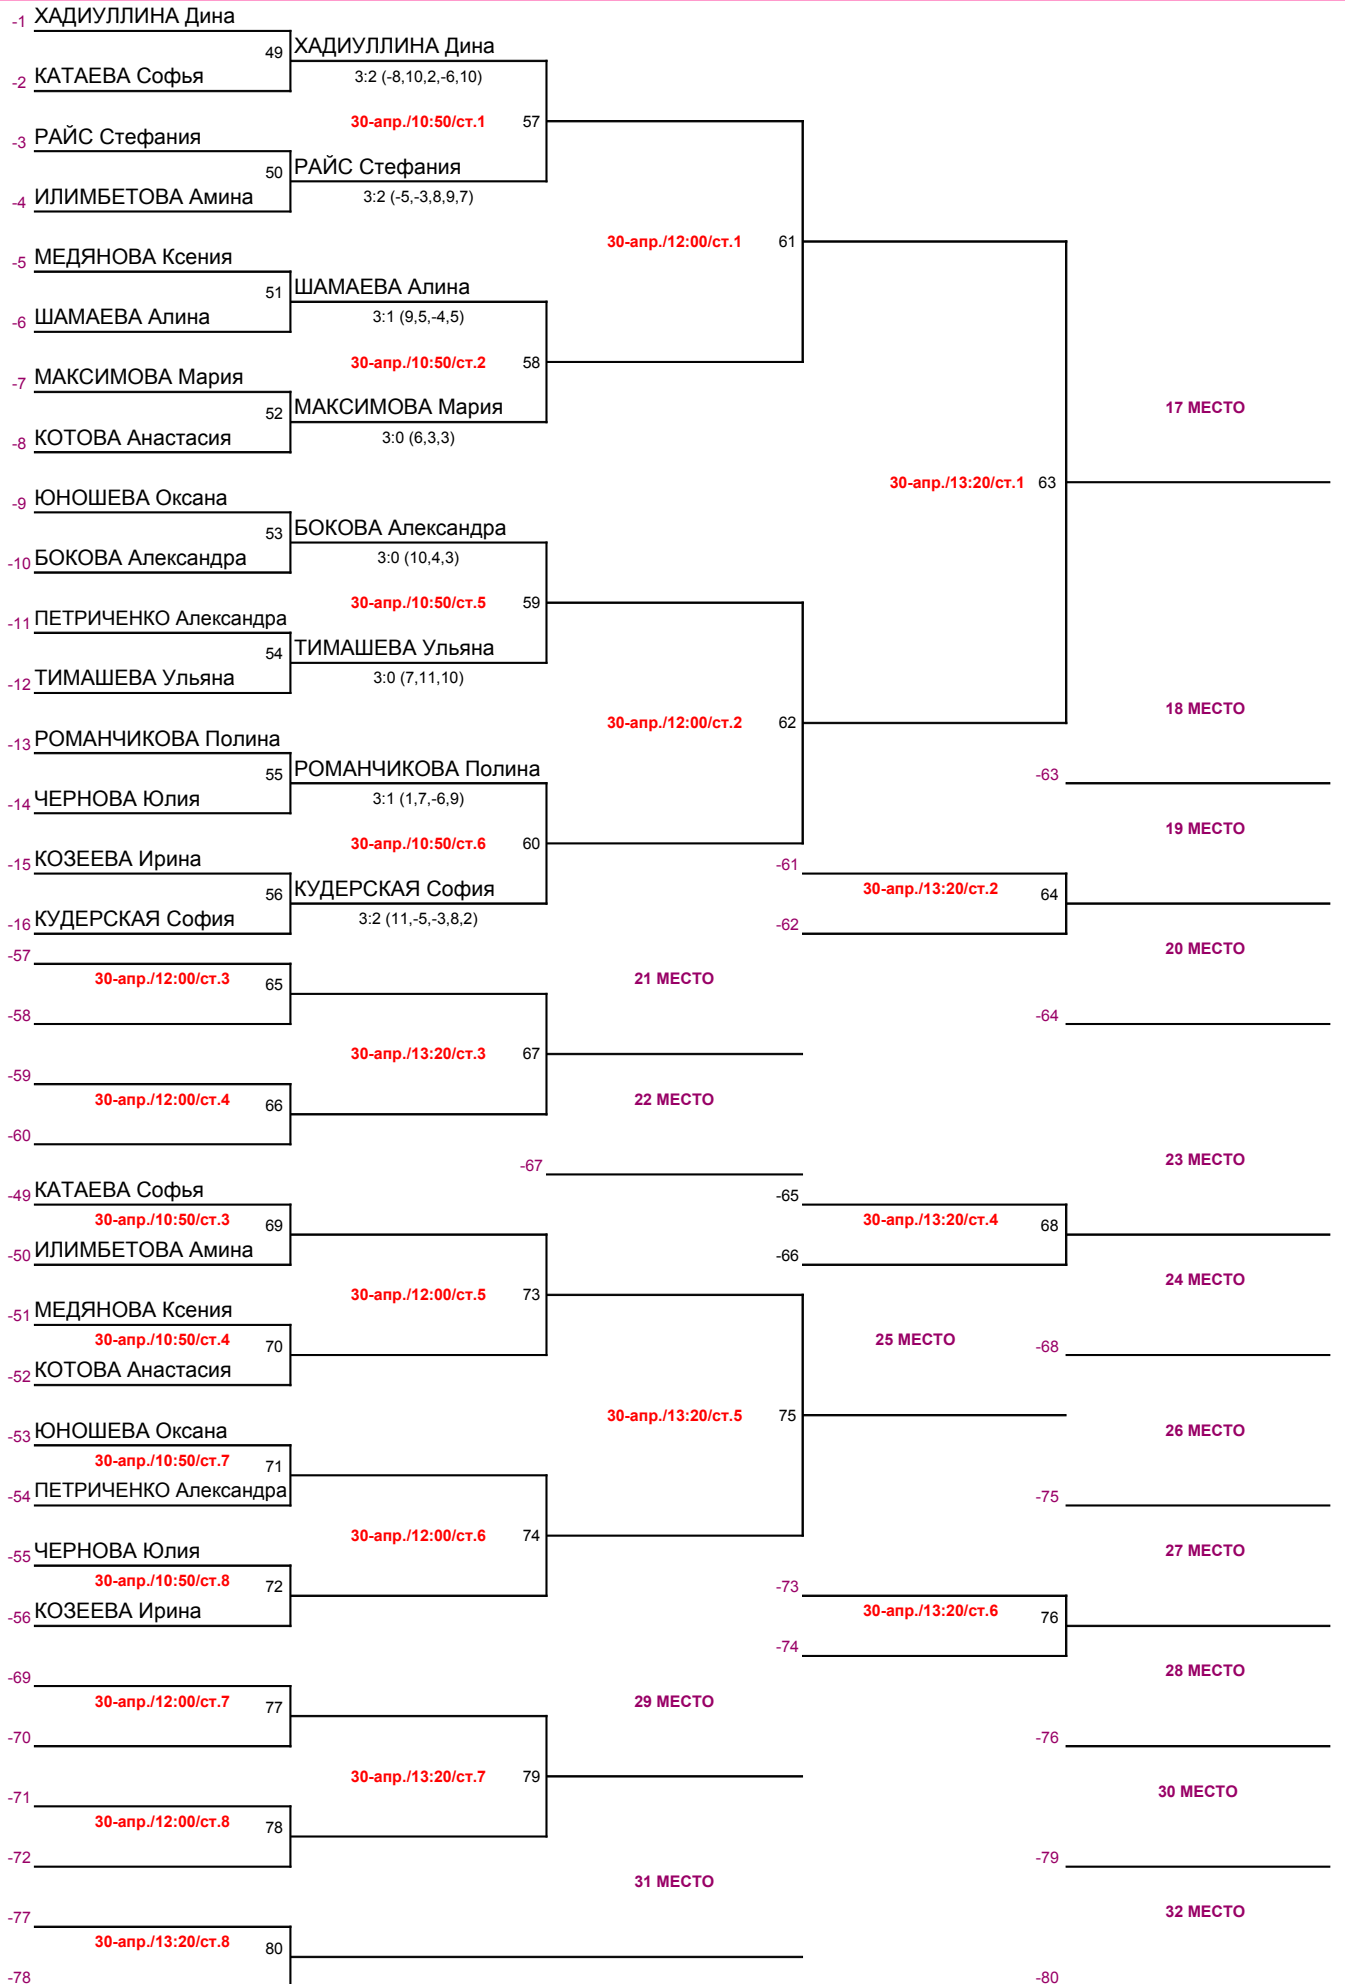 -1 ХАДИУЛЛИНА Дина
49 ХАДИУЛЛИНА Дина
-2 КАТАЕВА Софья 3:2 (-8,10,2,-6,10)
30-апр./10:50/ст.1 57
-3 РАЙС Стефания
50 РАЙС Стефания
-4 ИЛИМБЕТОВА Амина 3:2 (-5,-3,8,9,7)
30-апр./12:00/ст.1 61
-5 МЕДЯНОВА Ксения
51 ШАМАЕВА Алина
-6 ШАМАЕВА Алина 3:1 (9,5,-4,5)
30-апр./10:50/ст.2 58
-7 МАКСИМОВА Мария
52 МАКСИМОВА Мария 17 МЕСТО
-8 КОТОВА Анастасия 3:0 (6,3,3)
30-апр./13:20/ст.1 63
-9 ЮНОШЕВА Оксана
53 БОКОВА Александра
-10 БОКОВА Александра 3:0 (10,4,3)
30-апр./10:50/ст.5 59
-11 ПЕТРИЧЕНКО Александра
54 ТИМАШЕВА Ульяна
-12 ТИМАШЕВА Ульяна 3:0 (7,11,10)
18 МЕСТО
30-апр./12:00/ст.2 62
-13 РОМАНЧИКОВА Полина
55 РОМАНЧИКОВА Полина -63
-14 ЧЕРНОВА Юлия 3:1 (1,7,-6,9)
19 МЕСТО
30-апр./10:50/ст.6 60
-15 КОЗЕЕВА Ирина -61
56 КУДЕРСКАЯ София 30-апр./13:20/ст.2 64
-16 КУДЕРСКАЯ София 3:2 (11,-5,-3,8,2) -62
-57 20 МЕСТО
30-апр./12:00/ст.3 65 21 МЕСТО
-58 -64
30-апр./13:20/ст.3 67
-59
30-апр./12:00/ст.4 66 22 МЕСТО
-60
-67 23 МЕСТО
-49 КАТАЕВА Софья -65
30-апр./10:50/ст.3 69 30-апр./13:20/ст.4 68
-50 ИЛИМБЕТОВА Амина -66
24 МЕСТО
30-апр./12:00/ст.5 73
-51 МЕДЯНОВА Ксения
30-апр./10:50/ст.4 70 25 МЕСТО -68
-52 КОТОВА Анастасия
30-апр./13:20/ст.5 75
-53 ЮНОШЕВА Оксана 26 МЕСТО
30-апр./10:50/ст.7 71
-54 ПЕТРИЧЕНКО Александра -75
30-апр./12:00/ст.6 74
-55 ЧЕРНОВА Юлия 27 МЕСТО
30-апр./10:50/ст.8 72 -73
-56 КОЗЕЕВА Ирина 30-апр./13:20/ст.6 76
-74
-69 28 МЕСТО
30-апр./12:00/ст.7 77 29 МЕСТО
-70 -76
30-апр./13:20/ст.7 79
-71 30 МЕСТО
30-апр./12:00/ст.8 78
-72 -79
31 МЕСТО
-77 32 МЕСТО
30-апр./13:20/ст.8 80
-78 -80